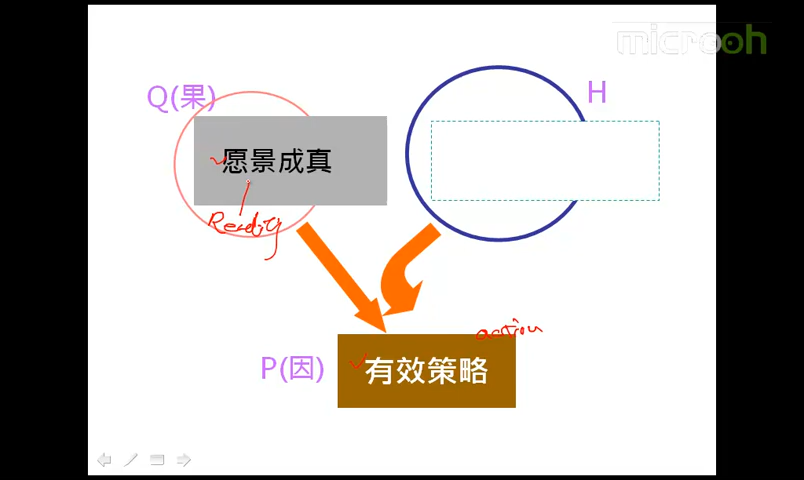 microoh
Q(果)
H
愿景成真
Reality
action
P(因)
有效策略